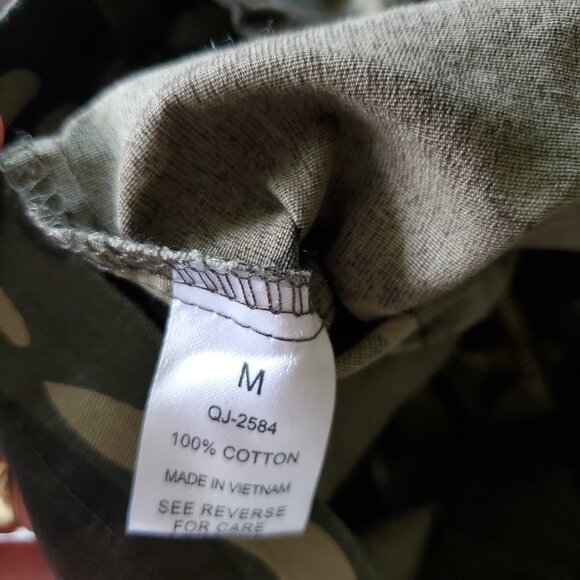 M
QJ-2584
100% COTTON
MADE IN VIETNAM
SEE REVERSE
FOR CARE